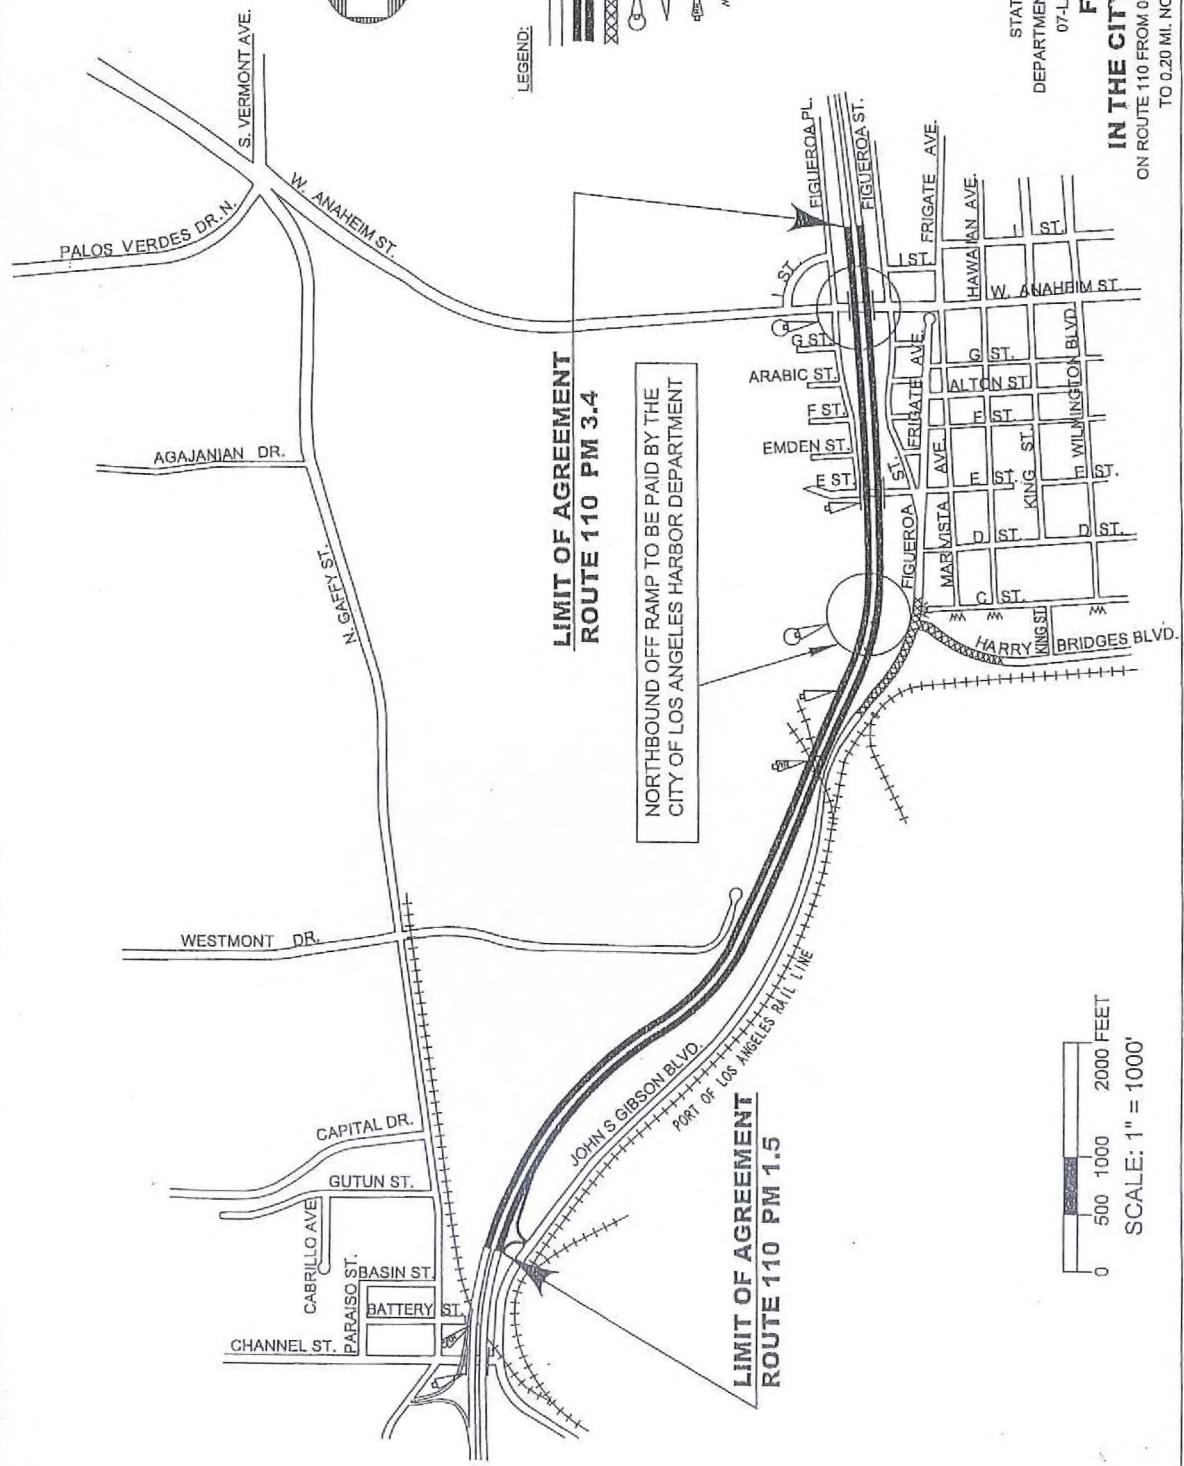 S. VERMONT AVE.
LEGEND:
STAT
DEPARTMEN
07-L
F
IN THE CITY
ON ROUTE 110 FROM 0
TO 0.20 MI. NO
PALOS VERDES DR. N.
W. ANAHEIM ST.
FIGUEROA PL.
FIGUEROA ST.
FRIGATE AVE.
HAWAIIAN AVE.
I ST.
I ST.
I ST.
W. ANAHEIM ST.
G ST.
ARABIC ST.
F ST.
EMDEN ST.
E ST.
FIGUEROA ST.
FRIGATE AVE.
MAR VISTA AVE.
G ST.
ALTON ST.
F ST.
E ST.
E ST.
KING ST.
WILMINGTON BLVD.
D ST.
D ST.
C ST.
KING ST.
HARRY BRIDGES BLVD.
AGAJANIAN DR.
N. GAFFY ST.
LIMIT OF AGREEMENT
ROUTE 110 PM 3.4
NORTHBOUND OFF RAMP TO BE PAID BY THE
CITY OF LOS ANGELES HARBOR DEPARTMENT
WESTMONT DR.
CAPITAL DR.
GUTUN ST.
CABRILLO AVE.
PARAISO ST.
BASIN ST.
BATTERY ST.
CHANNEL ST.
JOHN S GIBSON BLVD.
PORT OF LOS ANGELES RAIL LINE
LIMIT OF AGREEMENT
ROUTE 110 PM 1.5
0 500 1000 2000 FEET
SCALE: 1" = 1000'